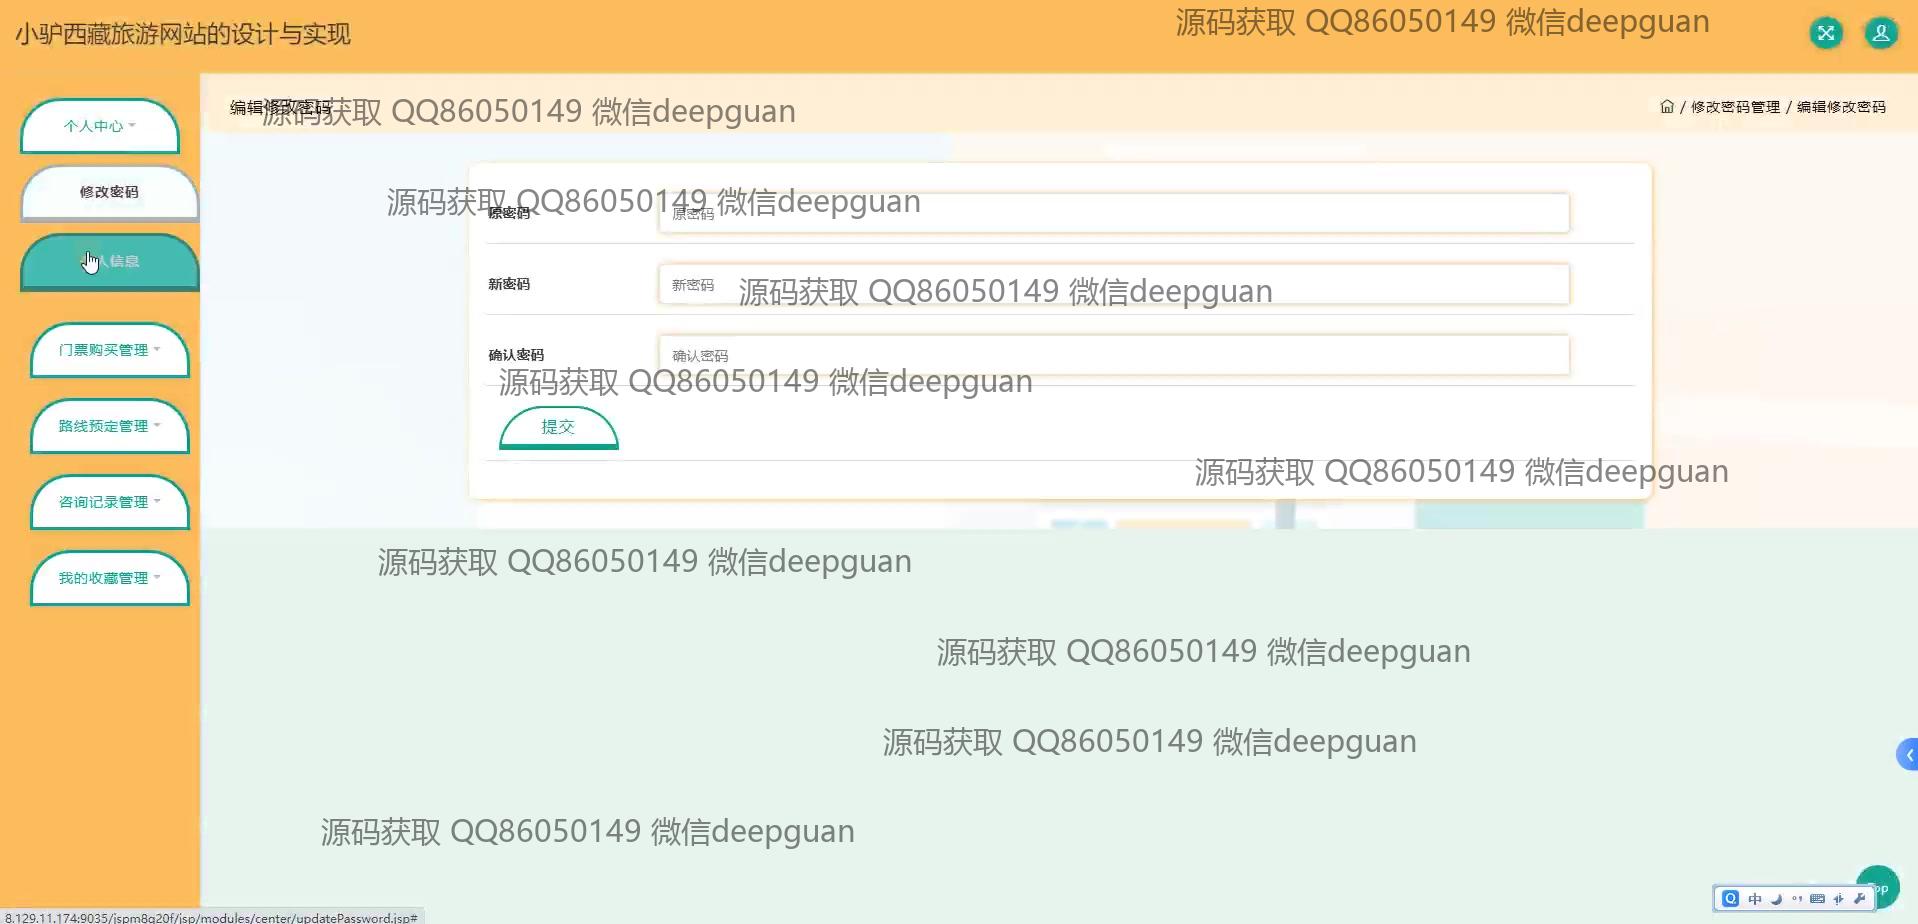 小驴西藏旅游网站的设计与实现
源码获取 QQ86050149 微信deepguan
编辑修改密码
源码获取 QQ86050149 微信deepguan
/ 修改密码管理 / 编辑修改密码
个人中心
修改密码
人信息
门票购买管理
路线预定管理
咨询记录管理
我的收藏管理
源码获取 QQ86050149 微信deepguan
原密码
原密码
新密码
新密码
源码获取 QQ86050149 微信deepguan
确认密码
确认密码
源码获取 QQ86050149 微信deepguan
提交
源码获取 QQ86050149 微信deepguan
源码获取 QQ86050149 微信deepguan
源码获取 QQ86050149 微信deepguan
源码获取 QQ86050149 微信deepguan
源码获取 QQ86050149 微信deepguan
Top
中
8.129.11.174:9035/jspm8g20f/jsp/modules/center/updatePassword.jsp#